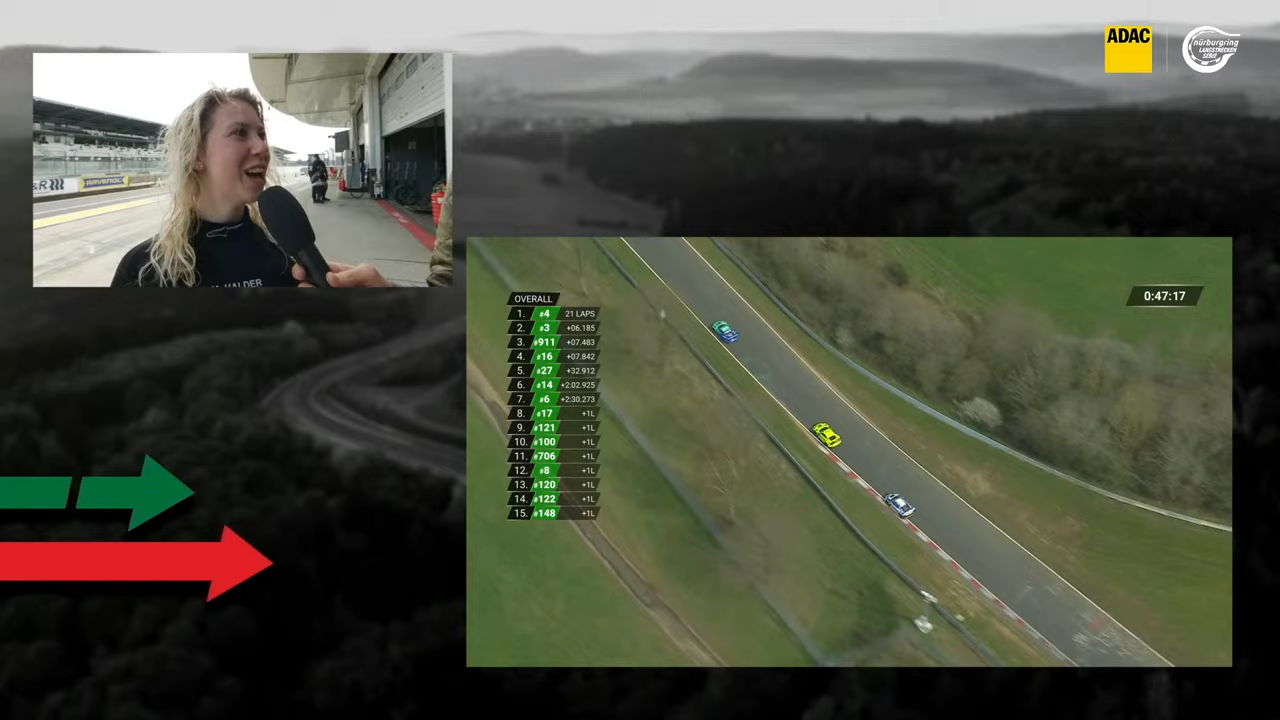 ADAC
nürburgring
LANGSTRECKEN
SERIE
RAVENOL
OVERALL
1. #4 21 LAPS
2. #3 +06.185
3. #911 +07.483
4. #16 +07.842
5. #27 +32.912
6. #14 +2:02.925
7. #6 +2:30.273
8. #17 +1L
9. #121 +1L
10. #100 +1L
11. #706 +1L
12. #8 +1L
13. #120 +1L
14. #122 +1L
15. #148 +1L
0:47:17